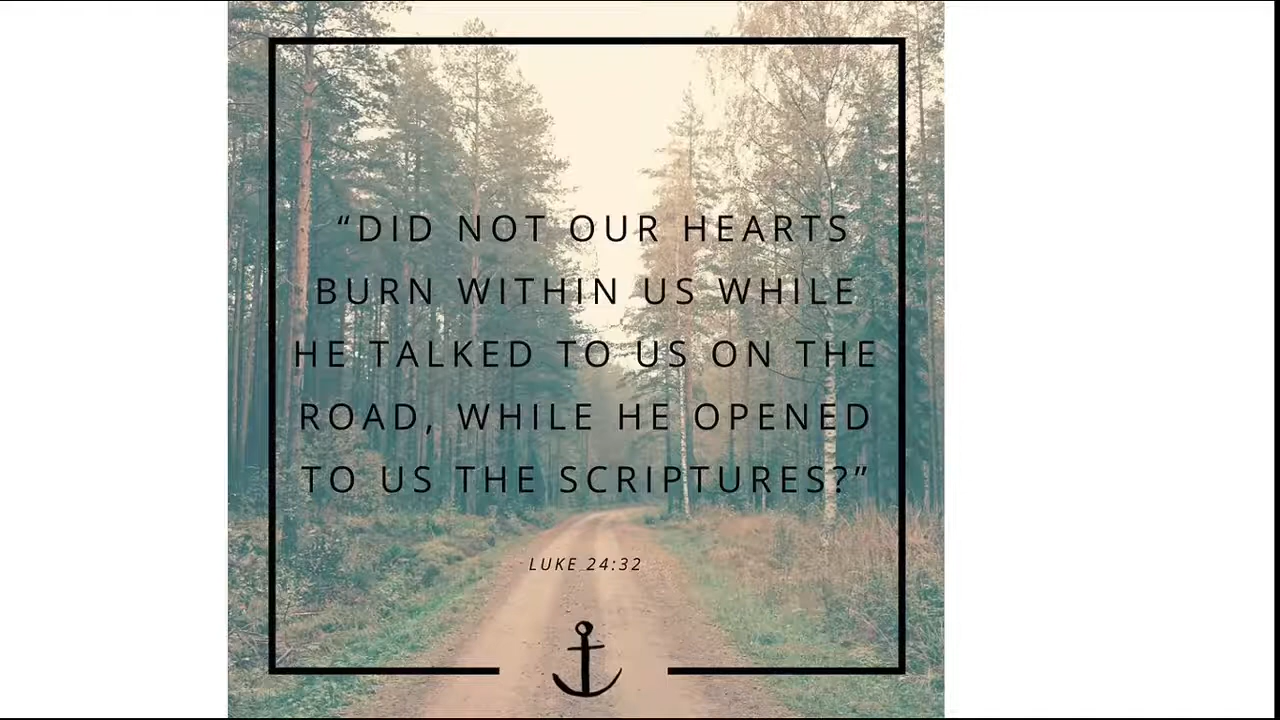 “DID NOT OUR HEARTS
BURN WITHIN US WHILE
HE TALKED TO US ON THE
ROAD, WHILE HE OPENED
TO US THE SCRIPTURES?”
LUKE 24:32